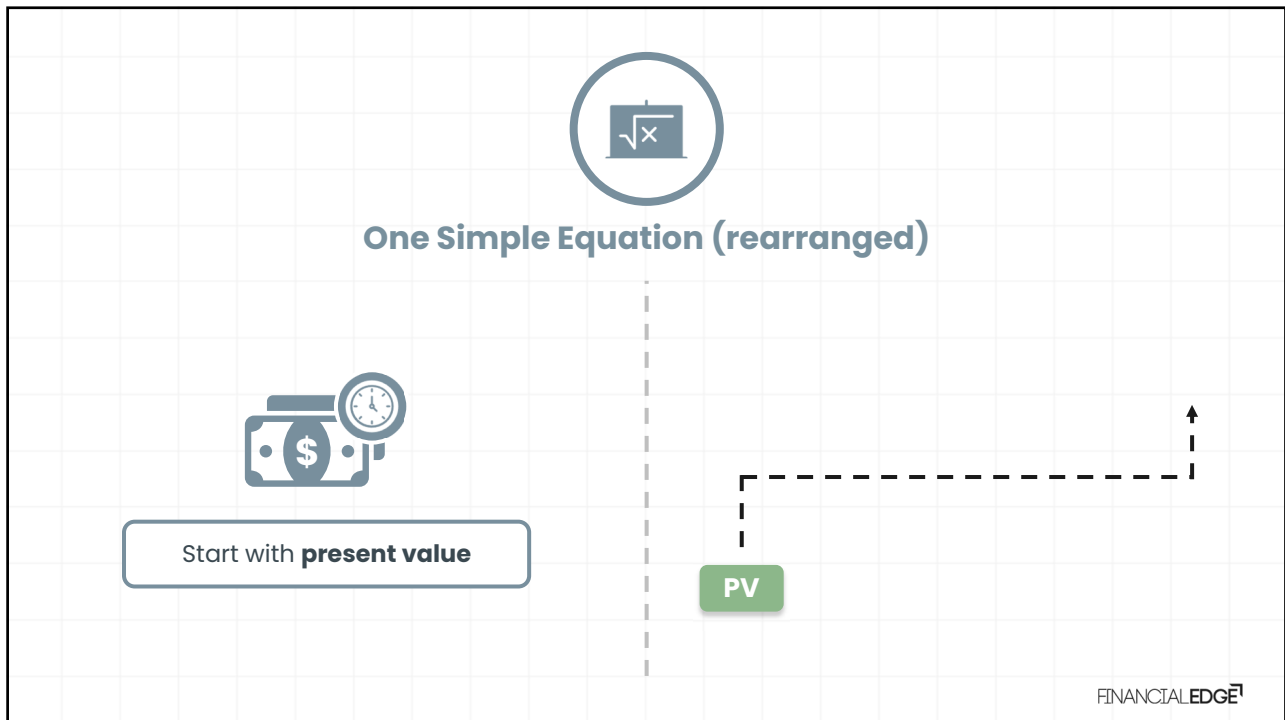 √x
One Simple Equation (rearranged)
$
Start with present value
PV
FINANCIALEDGE